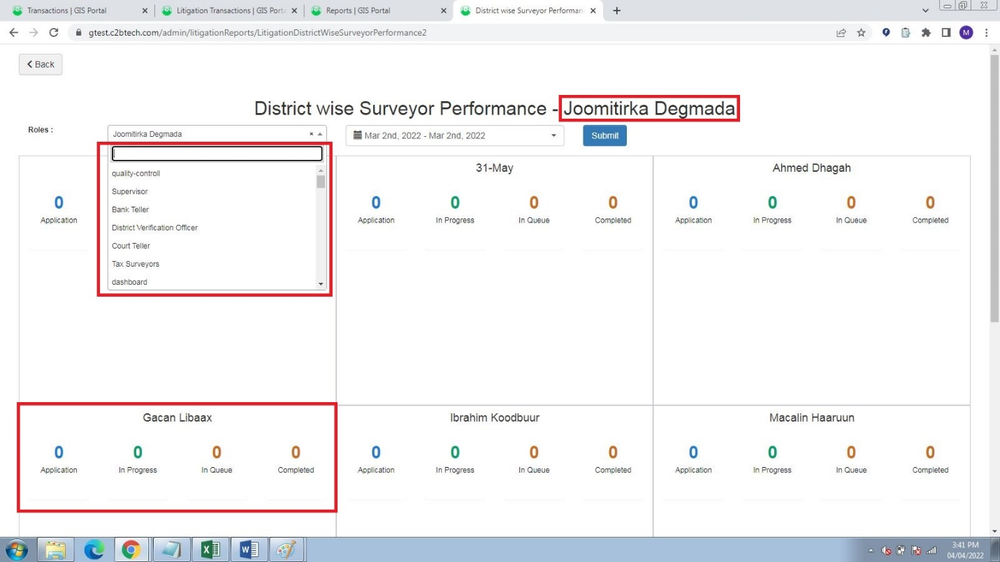 Transactions | GIS Portal
Litigation Transactions | GIS Porta
Reports | GIS Portal
District wise Surveyor Performan
gtest.c2btech.com/admin/litigationReports/LitigationDistrictWiseSurveyorPerformance2
M
Back
District wise Surveyor Performance - Joomitirka Degmada
Roles :
Joomitirka Degmada
Mar 2nd, 2022 - Mar 2nd, 2022
Submit
quality-controll
Supervisor
Bank Teller
District Verification Officer
Court Teller
Tax Surveyors
dashboard
0
Application
31-May
0 0 0 0
Application In Progress In Queue Completed
Ahmed Dhagah
0 0 0 0
Application In Progress In Queue Completed
Gacan Libaax
0 0 0 0
Application In Progress In Queue Completed
Ibrahim Koodbuur
0 0 0 0
Application In Progress In Queue Completed
Macalin Haaruun
0 0 0 0
Application In Progress In Queue Completed
3:41 PM
04/04/2022